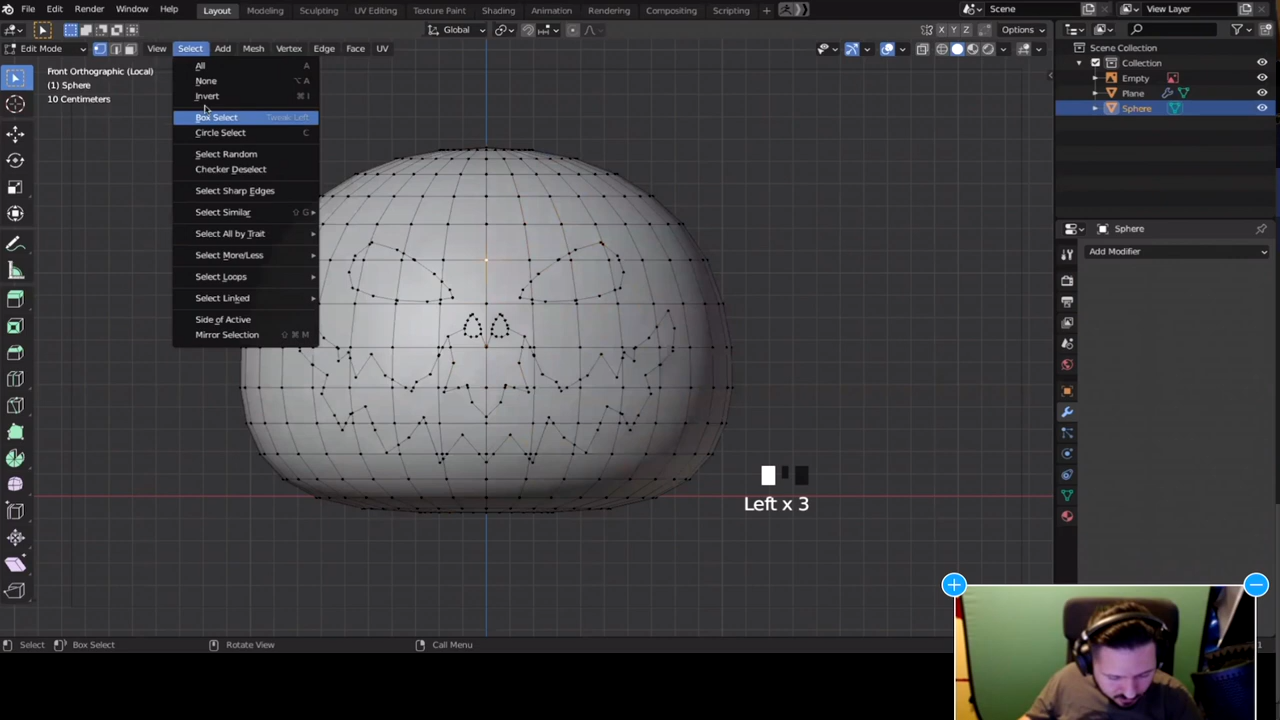 File Edit Render Window Help Layout Modeling Sculpting UV Editing Texture Paint Shading Animation Rendering Compositing Scripting + Scene View Layer
Global Options
Edit Mode View Select Add Mesh Vertex Edge Face UV
X Y Z
Front Orthographic (Local)
(1) Sphere
10 Centimeters
All A
None ⌥ A
Invert ⌘ I
Box Select Tweak Left
Circle Select C
Select Random
Checker Deselect
Select Sharp Edges
Select Similar ⇧ G
Select All by Trait
Select More/Less
Select Loops
Select Linked
Side of Active
Mirror Selection ⇧ ⌘ M
Scene Collection
Collection
Empty
Plane
Sphere
Sphere
Add Modifier
Left x 3
Select Box Select Rotate View Call Menu